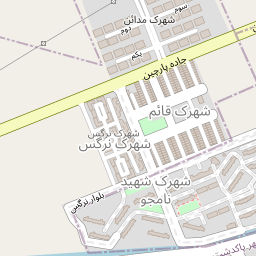 سوم
شهرک مدائن
دوم
یکم
جاده پارچین
شهرک قائم
شهرک نرگس
شهرک نرگس
شهرک شهید
نامجو
بلوار نرگس